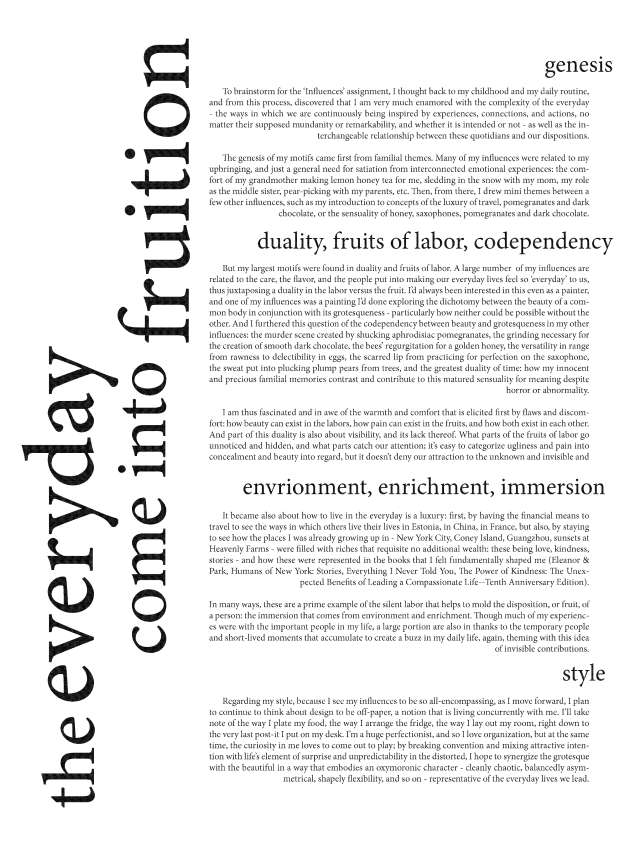 the everyday
come into fruition
genesis
To brainstorm for the 'Influences' assignment, I thought back to my childhood and my daily routine,
and from this process, discovered that I am very much enamored with the complexity of the everyday
- the ways in which we are continuously being inspired by experiences, connections, and actions, no
matter their supposed mundanity or remarkability, and whether it is intended or not - as well as the in-
terchangeable relationship between these quotidians and our dispositions.
The genesis of my motifs came first from familial themes. Many of my influences were related to my
upbringing, and just a general need for satiation from interconnected emotional experiences: the com-
fort of my grandmother making lemon honey tea for me, sledding in the snow with my mom, my role
as the middle sister, pear-picking with my parents, etc. Then, from there, I drew mini themes between a
few other influences, such as my introduction to concepts of the luxury of travel, pomegranates and dark
chocolate, or the sensuality of honey, saxophones, pomegranates and dark chocolate.
duality, fruits of labor, codependency
But my largest motifs were found in duality and fruits of labor. A large number of my influences are
related to the care, the flavor, and the people put into making our everyday lives feel so 'everyday' to us,
thus juxtaposing a duality in the labor versus the fruit. I'd always been interested in this even as a painter,
and one of my influences was a painting I'd done exploring the dichotomy between the beauty of a com-
mon body in conjunction with its grotesqueness - particularly how neither could be possible without the
other. And I furthered this question of the codependency between beauty and grotesqueness in my other
influences: the murder scene created by shucking aphrodisiac pomegranates, the grinding necessary for
the creation of smooth dark chocolate, the bees' regurgitation for a golden honey, the versatility in range
from rawness to delectibility in eggs, the scarred lip from practicing for perfection on the saxophone,
the sweat put into plucking plump pears from trees, and the greatest duality of time: how my innocent
and precious familial memories contrast and contribute to this matured sensuality for meaning despite
horror or abnormality.
I am thus fascinated and in awe of the warmth and comfort that is elicited first by flaws and discom-
fort: how beauty can exist in the labors, how pain can exist in the fruits, and how both exist in each other.
And part of this duality is also about visibility, and its lack thereof. What parts of the fruits of labor go
unnoticed and hidden, and what parts catch our attention; it's easy to categorize ugliness and pain into
concealment and beauty into regard, but it doesn't deny our attraction to the unknown and invisible and
envrionment, enrichment, immersion
It became also about how to live in the everyday is a luxury: first, by having the financial means to
travel to see the ways in which others live their lives in Estonia, in China, in France, but also, by staying
to see how the places I was already growing up in - New York City, Coney Island, Guangzhou, sunsets at
Heavenly Farms - were filled with riches that requisite no additional wealth: these being love, kindness,
stories - and how these were represented in the books that I felt fundamentally shaped me (Eleanor &
Park, Humans of New York: Stories, Everything I Never Told You, The Power of Kindness: The Unex-
pected Benefits of Leading a Compassionate Life--Tenth Anniversary Edition).
In many ways, these are a prime example of the silent labor that helps to mold the disposition, or fruit, of
a person: the immersion that comes from environment and enrichment. Though much of my experienc-
es were with the important people in my life, a large portion are also in thanks to the temporary people
and short-lived moments that accumulate to create a buzz in my daily life, again, theming with this idea
of invisible contributions.
style
Regarding my style, because I see my influences to be so all-encompassing, as I move forward, I plan
to continue to think about design to be off-paper, a notion that is living concurrently with me. I'll take
note of the way I plate my food, the way I arrange the fridge, the way I lay out my room, right down to
the very last post-it I put on my desk. I'm a huge perfectionist, and so I love organization, but at the same
time, the curiosity in me loves to come out to play; by breaking convention and mixing attractive inten-
tion with life's element of surprise and unpredictability in the distorted, I hope to synergize the grotesque
with the beautiful in a way that embodies an oxymoronic character - cleanly chaotic, balancedly asym-
metrical, shapely flexibility, and so on - representative of the everyday lives we lead.